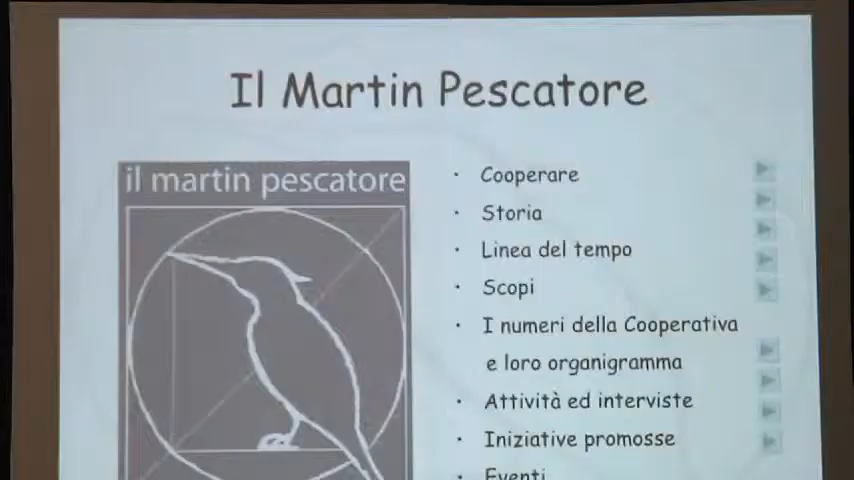 Il Martin Pescatore
il martin pescatore
· Cooperare
· Storia
· Linea del tempo
· Scopi
· I numeri della Cooperativa
e loro organigramma
· Attività ed interviste
· Iniziative promosse
· Eventi